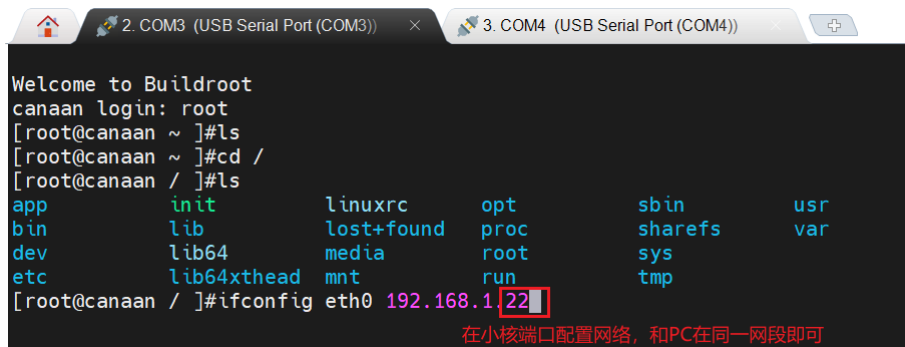 2. COM3 (USB Serial Port (COM3))
3. COM4 (USB Serial Port (COM4))
Welcome to Buildroot
canaan login: root
[root@canaan ~ ]#ls
[root@canaan ~ ]#cd /
[root@canaan / ]#ls
app init linuxrc opt sbin usr
bin lib lost+found proc sharefs var
dev lib64 media root sys
etc lib64xthead mnt run tmp
[root@canaan / ]#ifconfig eth0 192.168.1.22
在小核端口配置网络，和PC在同一网段即可